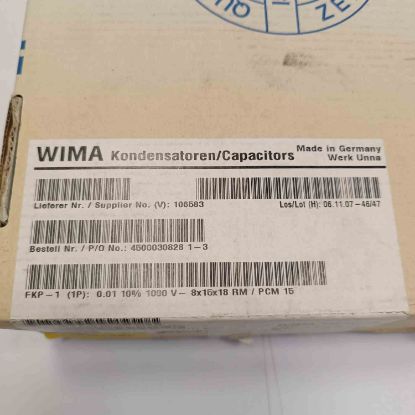 WIMA Kondensatoren/Capacitors
Made in Germany
Werk Unna
Lieferer Nr. / Supplier No. (V): 106583
Los/Lot (H): 06.11.07-46/47
Bestell Nr. / P/O No.: 4500030828 1-3
FKP-1 (1P): 0.01 10% 1000 V- 8x15x18 RM / PCM 15